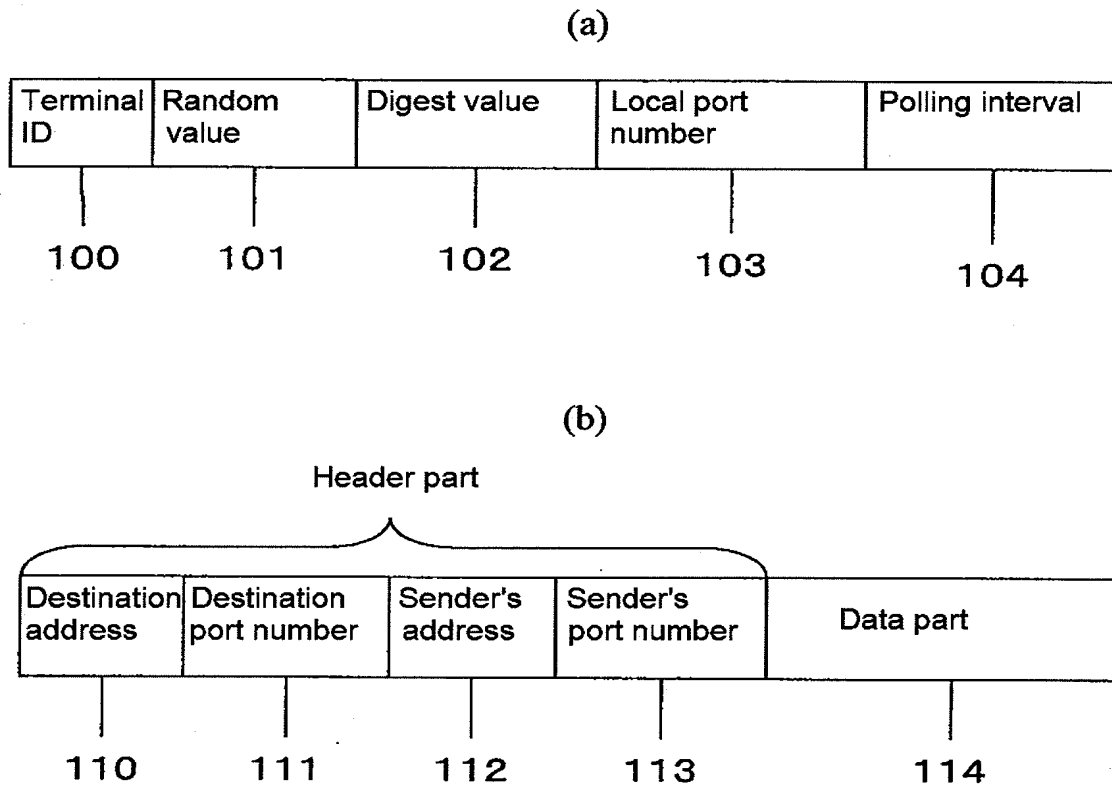 (a)
Terminal ID
Random value
Digest value
Local port number
Polling interval
100
101
102
103
104
(b)
Header part
Destination address
Destination port number
Sender's address
Sender's port number
Data part
110
111
112
113
114